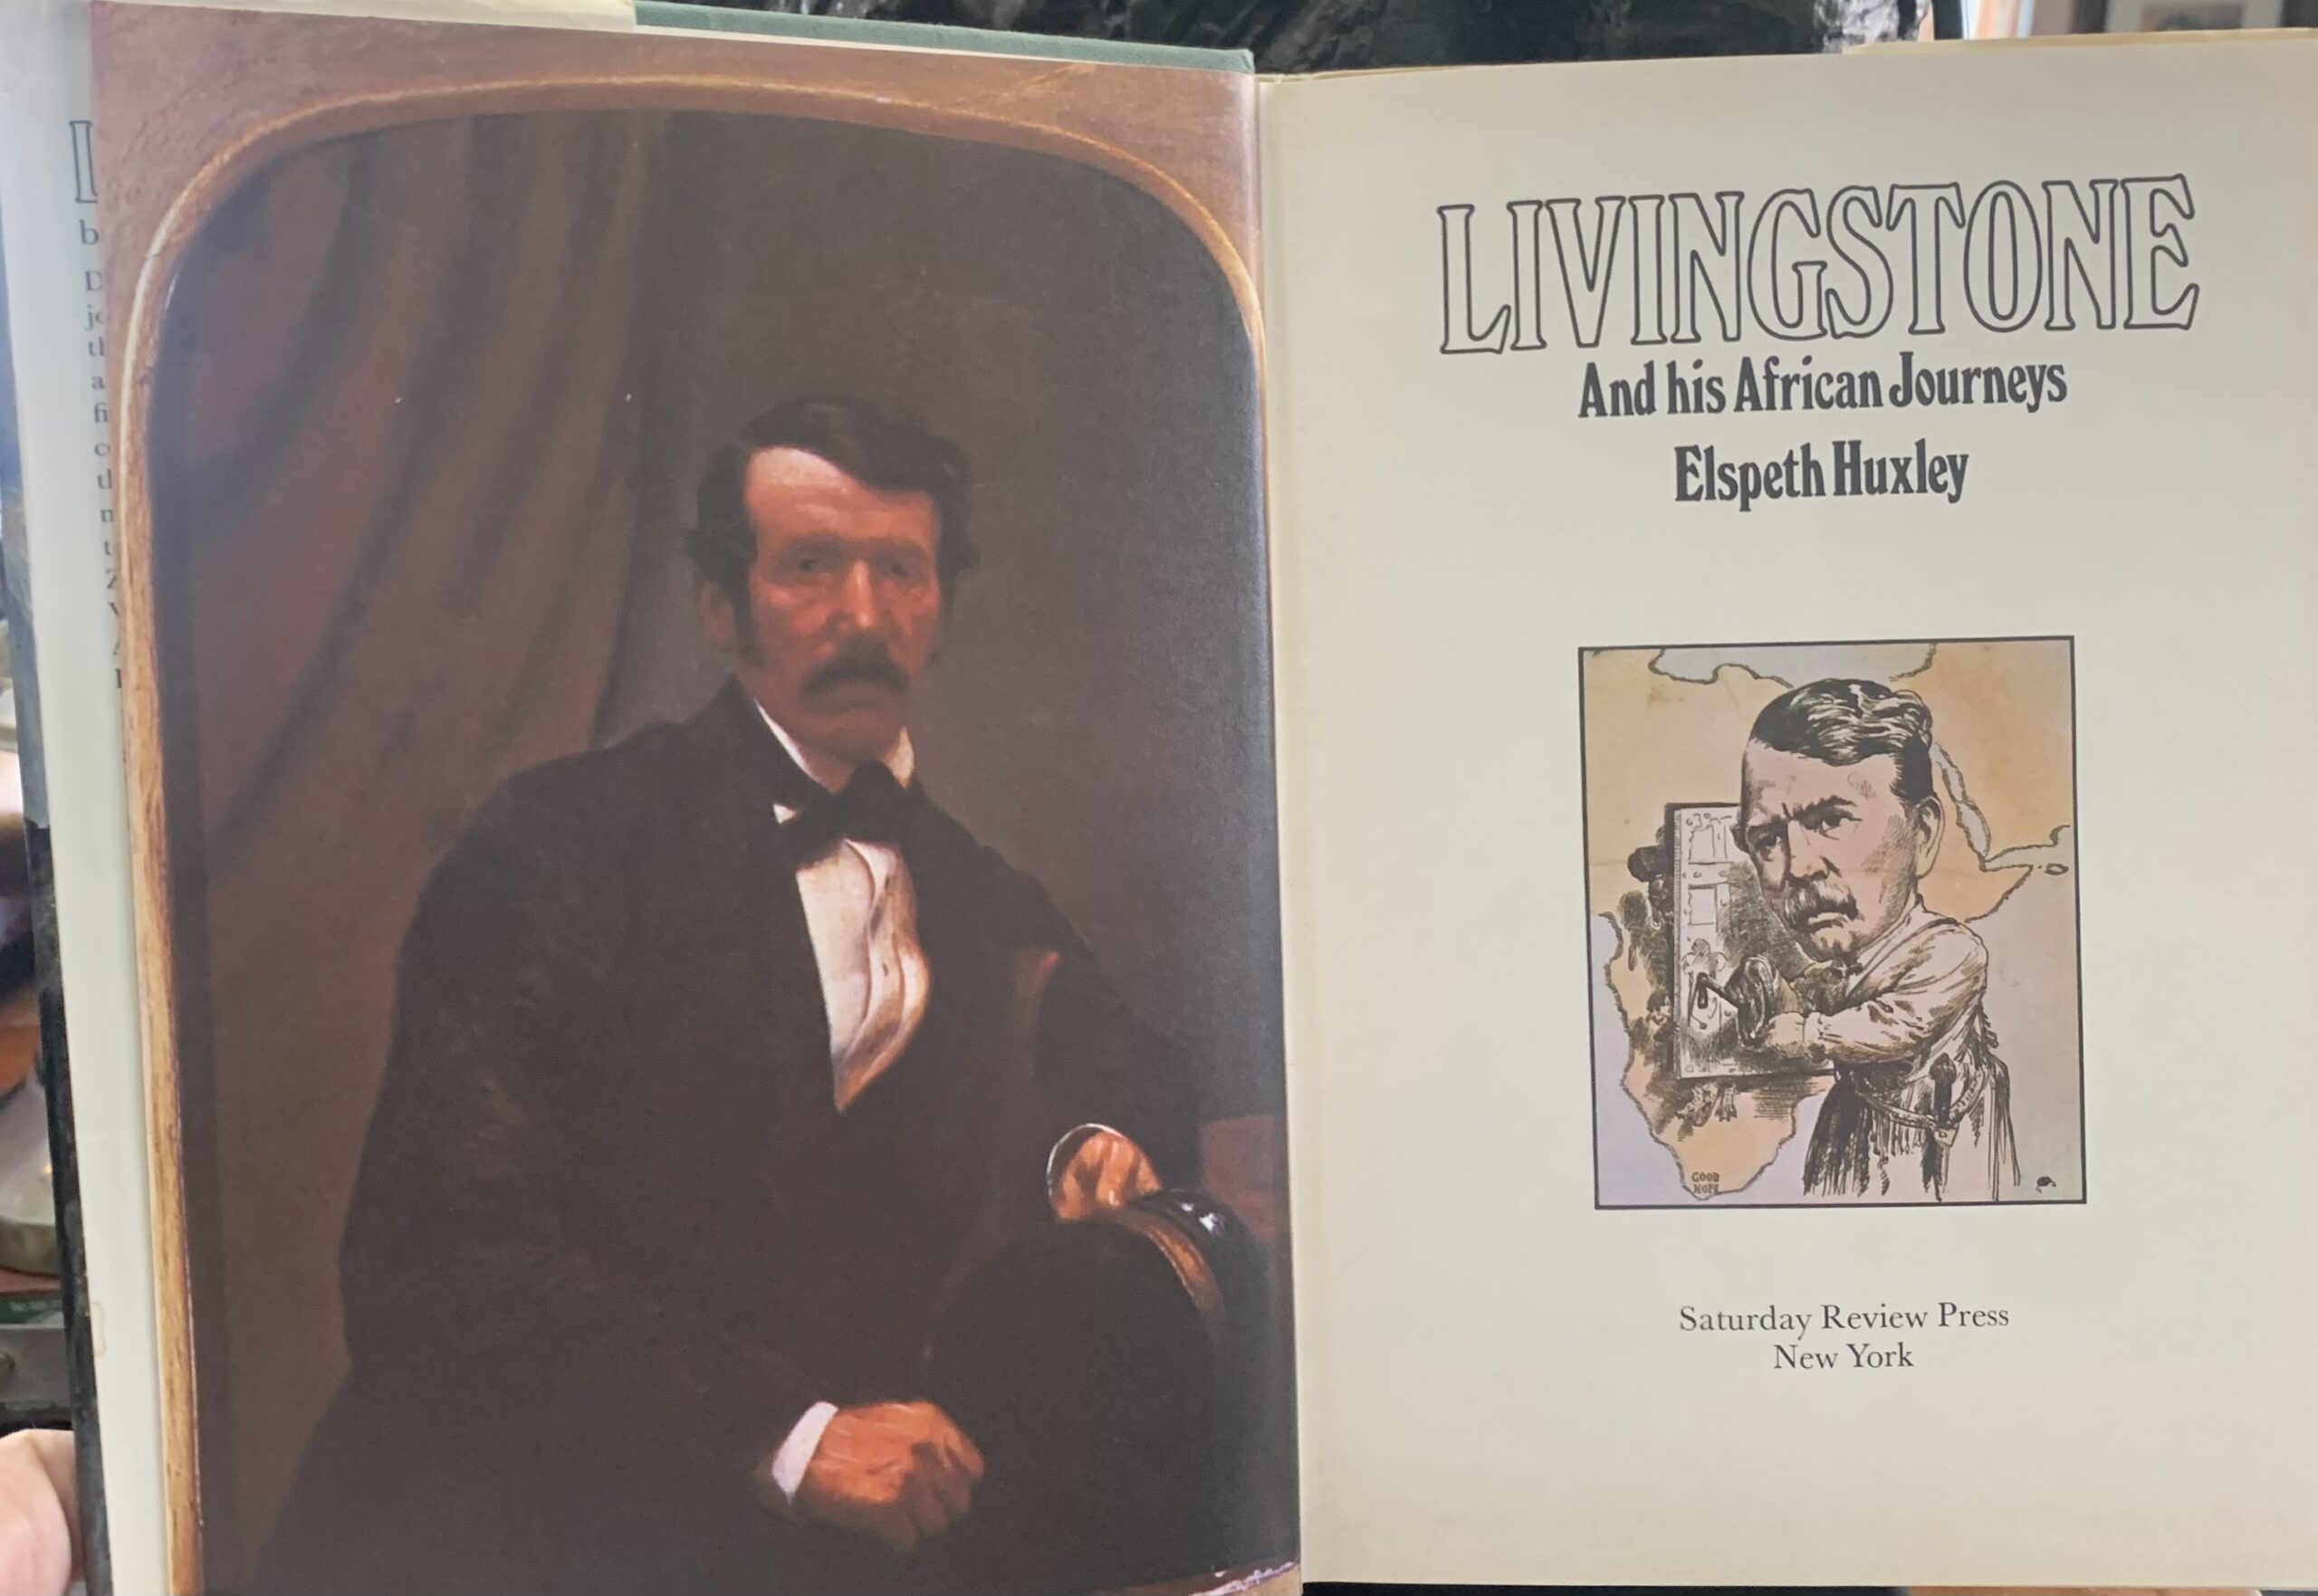 LIVINGSTONE
And his African Journeys
Elspeth Huxley
GOOD
HOPE
Saturday Review Press
New York